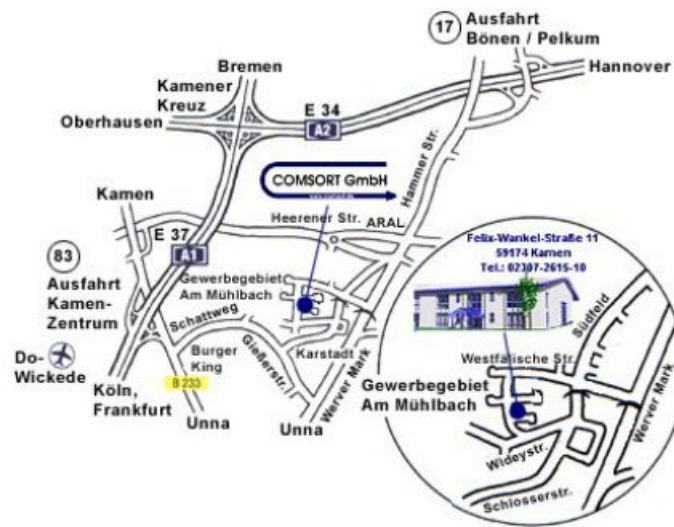 17
Ausfahrt
Bönen / Pelkum
Bremen
Kamener
Kreuz
Hannover
E 34
A2
Oberhausen
COMSORT GmbH
Hammer Str.
Kamen
Heerener Str.
ARAL
E 37
A1
83
Ausfahrt
Kamen-
Zentrum
Gewerbegebiet
Am Mühlbach
Schattweg
Do-
Wickede
Burger
King
Gießerstr.
Karstadt
Werver Mark
B 233
Köln,
Frankfurt
Unna
Unna
Felix-Wankel-Straße 11
59174 Kamen
Tel.: 02307-2615-10
Südfeld
Westfälische Str.
Gewerbegebiet
Am Mühlbach
Werver Mark
Wideystr.
Schlosserstr.